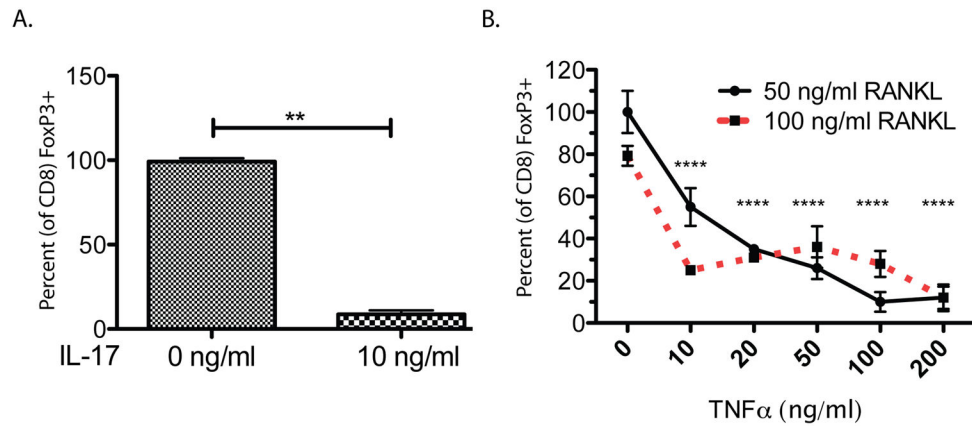 A.
Percent (of CD8) FoxP3+
150
100
50
0
**
IL-17 0 ng/ml 10 ng/ml
B.
Percent (of CD8) FoxP3+
120
100
80
60
40
20
0
50 ng/ml RANKL
100 ng/ml RANKL
**** **** **** **** ****
0 10 20 50 100 200
TNFα (ng/ml)